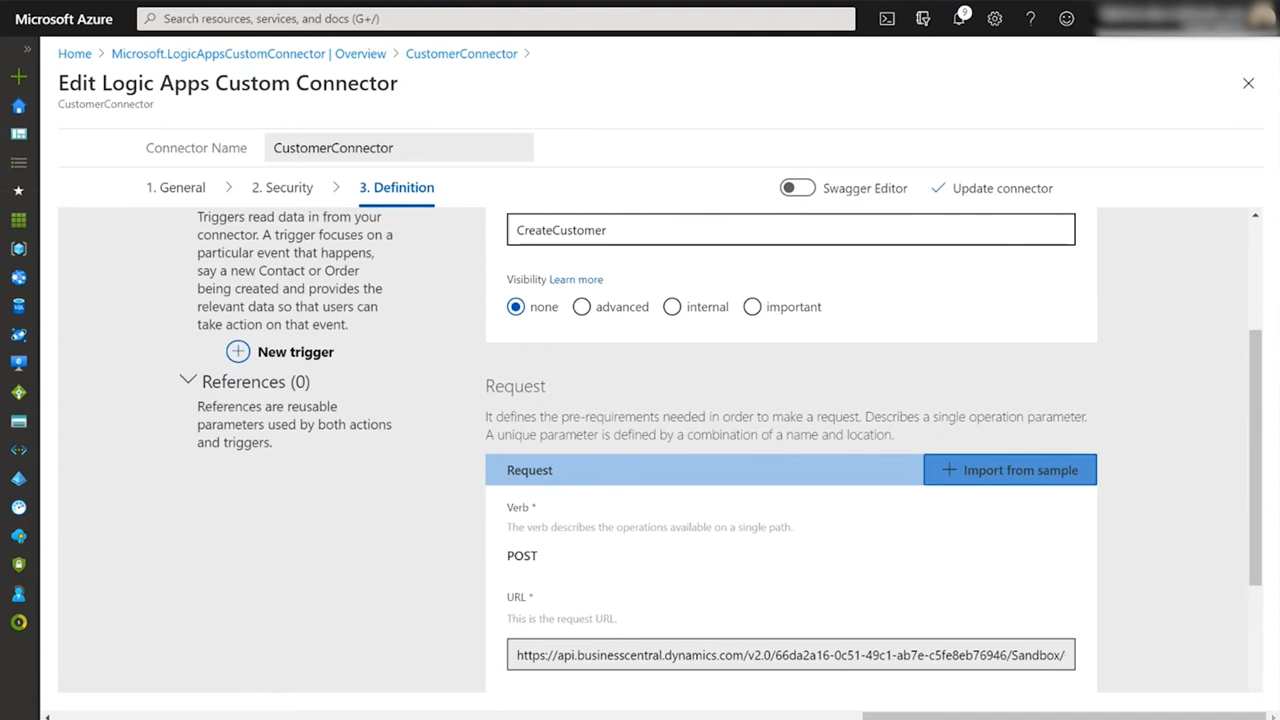 Microsoft Azure
Search resources, services, and docs (G+/)
9
Home > Microsoft.LogicAppsCustomConnector | Overview > CustomerConnector >
Edit Logic Apps Custom Connector
CustomerConnector
Connector Name
CustomerConnector
1. General > 2. Security > 3. Definition
Swagger Editor
Update connector
Triggers read data in from your
connector. A trigger focuses on a
particular event that happens,
say a new Contact or Order
being created and provides the
relevant data so that users can
take action on that event.
New trigger
References (0)
References are reusable
parameters used by both actions
and triggers.
CreateCustomer
Visibility Learn more
none advanced internal important
Request
It defines the pre-requirements needed in order to make a request. Describes a single operation parameter.
A unique parameter is defined by a combination of a name and location.
Request
+ Import from sample
Verb *
The verb describes the operations available on a single path.
POST
URL *
This is the request URL.
https://api.businesscentral.dynamics.com/v2.0/66da2a16-0c51-49c1-ab7e-c5fe8eb76946/Sandbox/